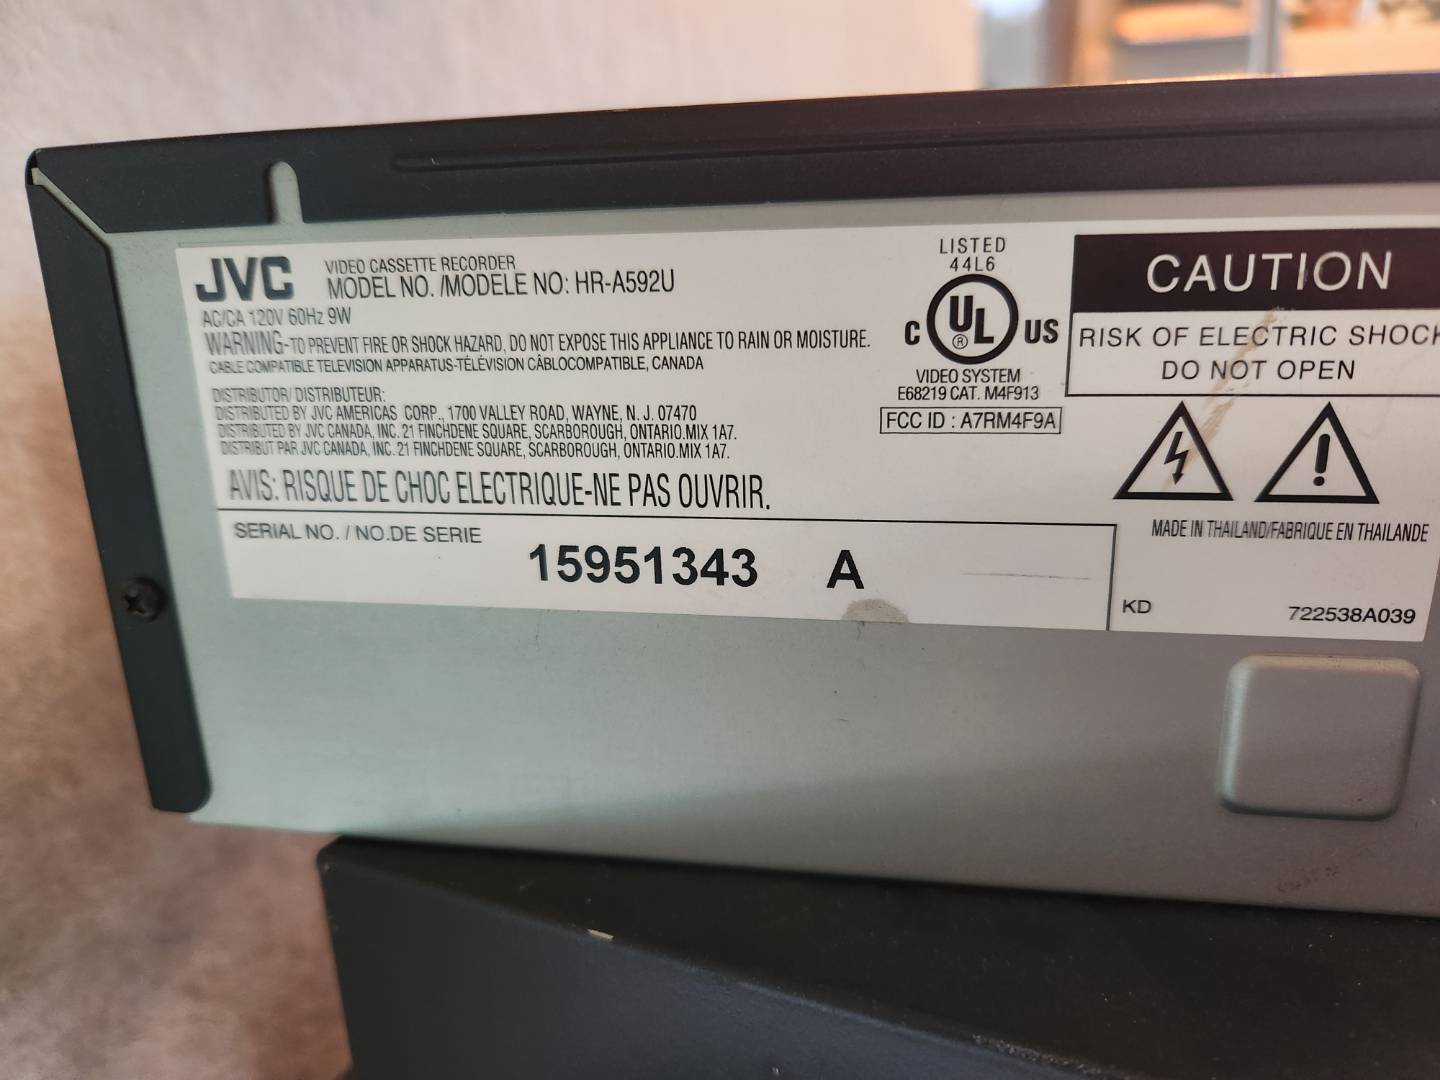 JVC VIDEO CASSETTE RECORDER
MODEL NO. /MODELE NO: HR-A592U
AC/CA 120V 60Hz 9W
WARNING-TO PREVENT FIRE OR SHOCK HAZARD, DO NOT EXPOSE THIS APPLIANCE TO RAIN OR MOISTURE.
CABLE COMPATIBLE TELEVISION APPARATUS-TÉLÉVISION CÂBLOCOMPATIBLE, CANADA
DISTRIBUTOR/ DISTRIBUTEUR:
DISTRIBUTED BY JVC AMERICAS CORP., 1700 VALLEY ROAD, WAYNE, N. J. 07470
DISTRIBUTED BY JVC CANADA, INC. 21 FINCHDENE SQUARE, SCARBOROUGH, ONTARIO.MIX 1A7.
DISTRIBUT PAR JVC CANADA, INC. 21 FINCHDENE SQUARE, SCARBOROUGH, ONTARIO.MIX 1A7.
AVIS: RISQUE DE CHOC ELECTRIQUE-NE PAS OUVRIR.
SERIAL NO. / NO.DE SERIE
15951343 A
LISTED
44L6
C UL ® US
VIDEO SYSTEM
E68219 CAT. M4F913
FCC ID : A7RM4F9A
CAUTION
RISK OF ELECTRIC SHOCK
DO NOT OPEN
MADE IN THAILAND/FABRIQUE EN THAILANDE
KD 722538A039